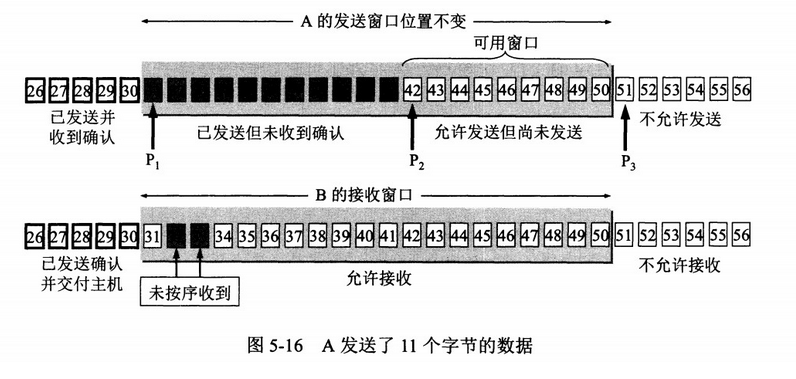 A 的发送窗口位置不变
可用窗口
26 27 28 29 30 42 43 44 45 46 47 48 49 50 51 52 53 54 55 56
已发送并
收到确认
已发送但未收到确认
允许发送但尚未发送
不允许发送
P1
P2
P3
B 的接收窗口
26 27 28 29 30 31 34 35 36 37 38 39 40 41 42 43 44 45 46 47 48 49 50 51 52 53 54 55 56
已发送确认
并交付主机
未按序收到
允许接收
不允许接收
图 5-16 A 发送了 11 个字节的数据